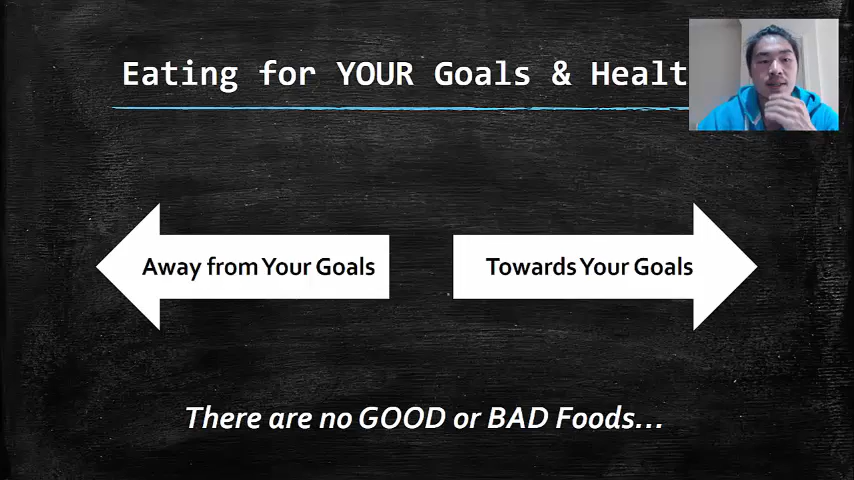 Eating for YOUR Goals & Healt
Away from Your Goals
Towards Your Goals
There are no GOOD or BAD Foods...